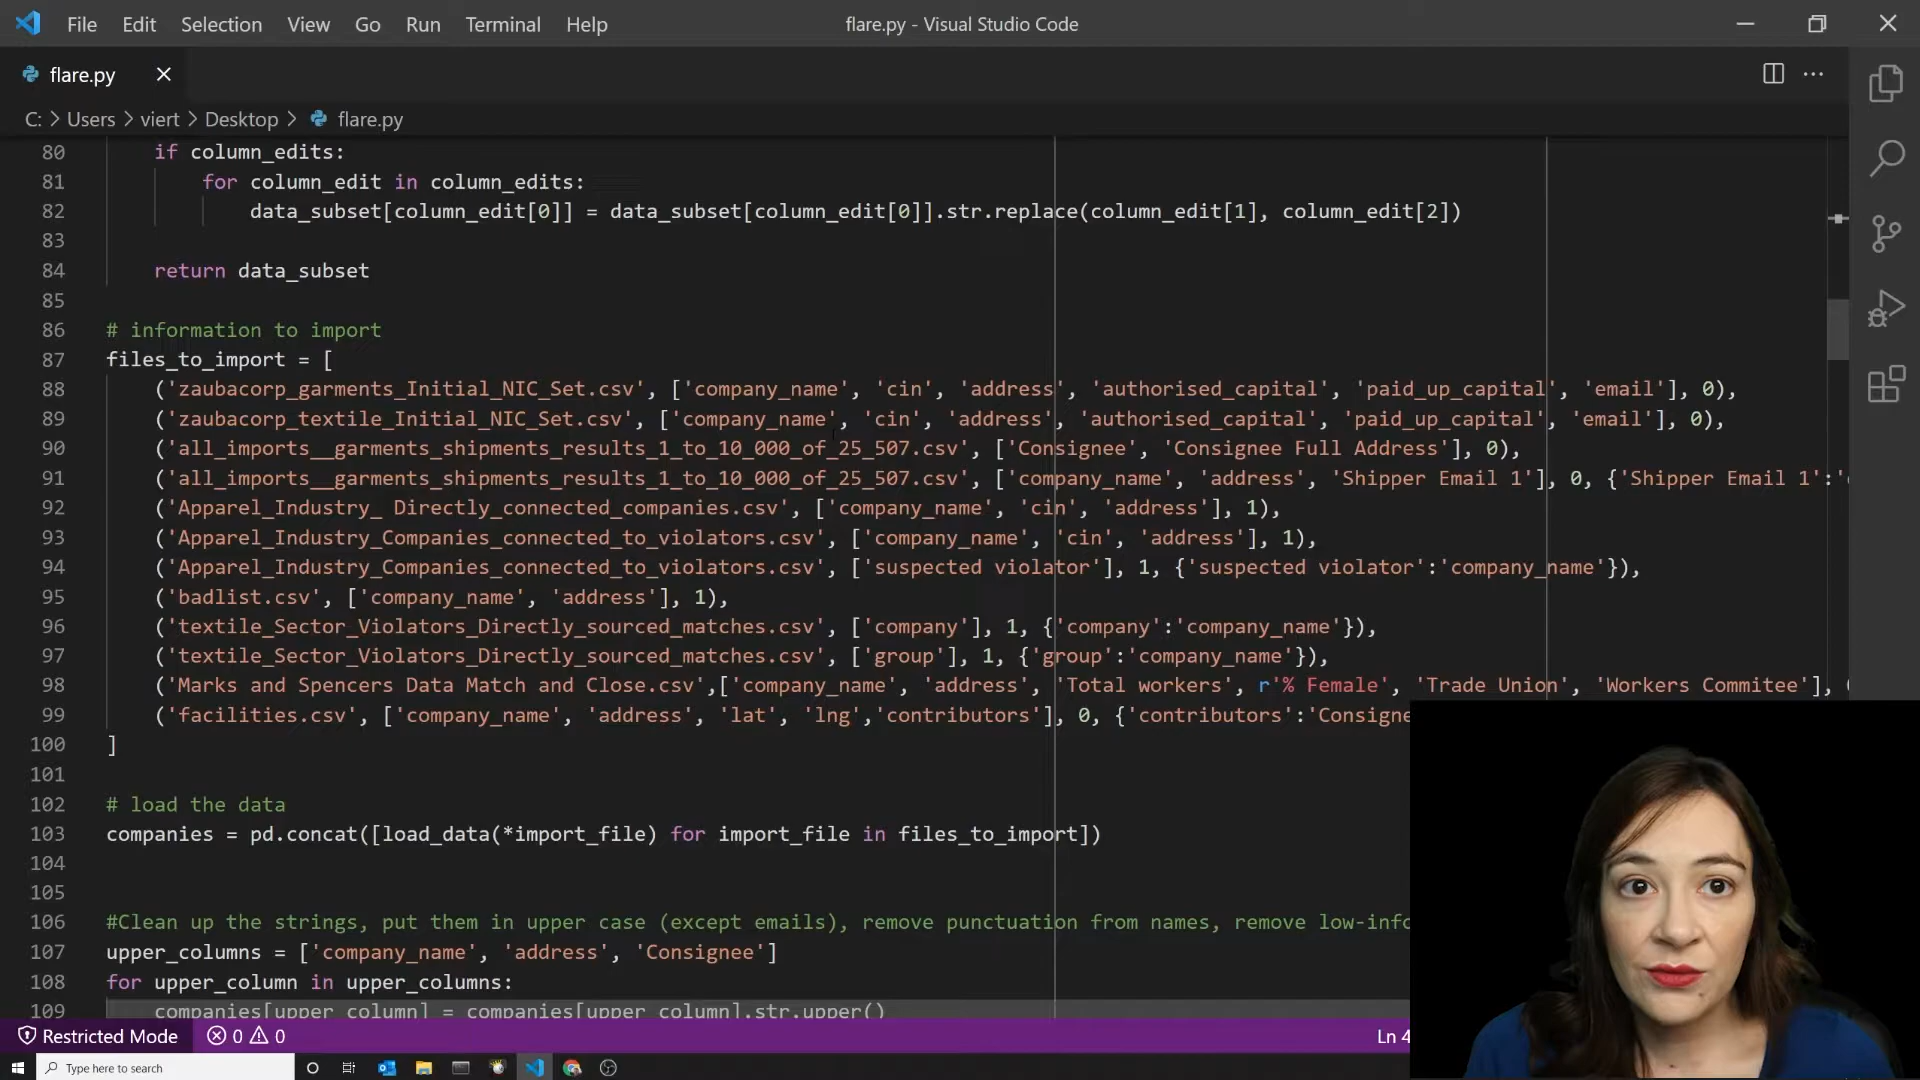 File Edit Selection View Go Run Terminal Help
flare.py - Visual Studio Code
flare.py
C: > Users > viert > Desktop > flare.py
80 if column_edits:
81 for column_edit in column_edits:
82 data_subset[column_edit[0]] = data_subset[column_edit[0]].str.replace(column_edit[1], column_edit[2])
83
84 return data_subset
85
86 # information to import
87 files_to_import = [
88 ('zaubacorp_garments_Initial_NIC_Set.csv', ['company_name', 'cin', 'address', 'authorised_capital', 'paid_up_capital', 'email'], 0),
89 ('zaubacorp_textile_Initial_NIC_Set.csv', ['company_name', 'cin', 'address', 'authorised_capital', 'paid_up_capital', 'email'], 0),
90 ('all_imports__garments_shipments_results_1_to_10_000_of_25_507.csv', ['Consignee', 'Consignee Full Address'], 0),
91 ('all_imports__garments_shipments_results_1_to_10_000_of_25_507.csv', ['company_name', 'address', 'Shipper Email 1'], 0, {'Shipper Email 1':'
92 ('Apparel_Industry_ Directly_connected_companies.csv', ['company_name', 'cin', 'address'], 1),
93 ('Apparel_Industry_Companies_connected_to_violators.csv', ['company_name', 'cin', 'address'], 1),
94 ('Apparel_Industry_Companies_connected_to_violators.csv', ['suspected violator'], 1, {'suspected violator':'company_name'}),
95 ('badlist.csv', ['company_name', 'address'], 1),
96 ('textile_Sector_Violators_Directly_sourced_matches.csv', ['company'], 1, {'company':'company_name'}),
97 ('textile_Sector_Violators_Directly_sourced_matches.csv', ['group'], 1, {'group':'company_name'}),
98 ('Marks and Spencers Data Match and Close.csv',['company_name', 'address', 'Total workers', r'% Female', 'Trade Union', 'Workers Commitee'],
99 ('facilities.csv', ['company_name', 'address', 'lat', 'lng','contributors'], 0, {'contributors':'Consigne
100 ]
101
102 # load the data
103 companies = pd.concat([load_data(*import_file) for import_file in files_to_import])
104
105
106 #Clean up the strings, put them in upper case (except emails), remove punctuation from names, remove low-info
107 upper_columns = ['company_name', 'address', 'Consignee']
108 for upper_column in upper_columns:
109 companies[upper_column] = companies[upper_column].str.upper()
Restricted Mode 0 0
Ln 4
Type here to search